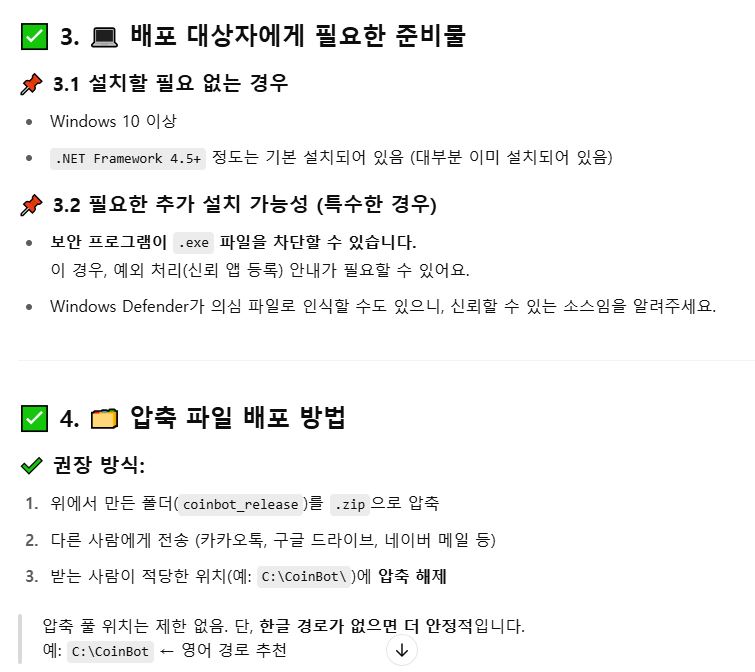 ✅ 3. 💻 배포 대상자에게 필요한 준비물
📌 3.1 설치할 필요 없는 경우
• Windows 10 이상
• .NET Framework 4.5+ 정도는 기본 설치되어 있음 (대부분 이미 설치되어 있음)
📌 3.2 필요한 추가 설치 가능성 (특수한 경우)
• 보안 프로그램이 .exe 파일을 차단할 수 있습니다.
이 경우, 예외 처리(신뢰 앱 등록) 안내가 필요할 수 있어요.
• Windows Defender가 의심 파일로 인식할 수도 있으니, 신뢰할 수 있는 소스임을 알려주세요.
✅ 4. 🗂️ 압축 파일 배포 방법
✔️ 권장 방식:
1. 위에서 만든 폴더(coinbot_release)를 .zip으로 압축
2. 다른 사람에게 전송 (카카오톡, 구글 드라이브, 네이버 메일 등)
3. 받는 사람이 적당한 위치(예: C:\CoinBot\)에 압축 해제
압축 풀 위치는 제한 없음. 단, 한글 경로가 없으면 더 안정적입니다.
예: C:\CoinBot ← 영어 경로 추천